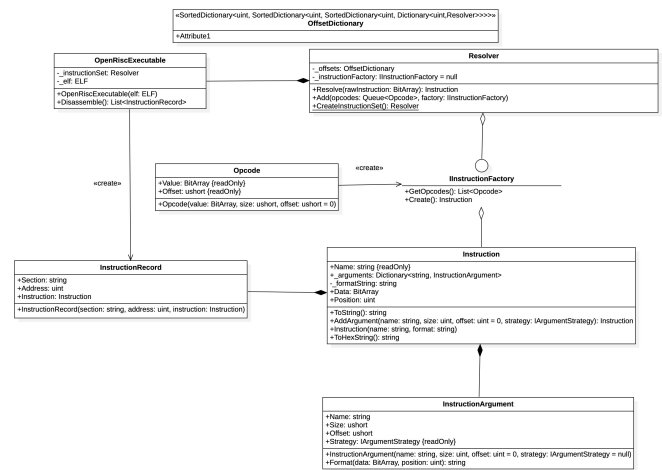 «SortedDictionary<uint, SortedDictionary<uint, SortedDictionary<uint, Dictionary<uint,Resolver>>>>»
OffsetDictionary
+Attribute1
OpenRiscExecutable
-_instructionSet: Resolver
-_elf: ELF
+OpenRiscExecutable(elf: ELF)
+Disassemble(): List<InstructionRecord>
Resolver
-_offsets: OffsetDictionary
-_instructionFactory: IInstructionFactory = null
+Resolve(rawInstruction: BitArray): Instruction
+Add(opcodes: Queue<Opcode>, factory: IInstructionFactory)
+CreateInstructionSet(): Resolver
«create»
Opcode
+Value: BitArray {readOnly}
+Offset: ushort {readOnly}
+Opcode(value: BitArray, size: ushort, offset: ushort = 0)
«create»
IInstructionFactory
+GetOpcodes(): List<Opcode>
+Create(): Instruction
InstructionRecord
+Section: string
+Address: uint
+Instruction: Instruction
+InstructionRecord(section: string, address: uint, instruction: Instruction)
Instruction
+Name: string {readOnly}
+_arguments: Dictionary<string, InstructionArgument>
-_formatString: string
+Data: BitArray
+Position: uint
+ToString(): string
+AddArgument(name: string, size: uint, offset: uint = 0, strategy: IArgumentStrategy): Instruction
+Instruction(name: string, format: string)
+ToHexString(): string
InstructionArgument
+Name: string
+Size: ushort
+Offset: ushort
+Strategy: IArgumentStrategy {readOnly}
+InstructionArgument(name: string, size: uint, offset: uint = 0, strategy: IArgumentStrategy = null)
+Format(data: BitArray, position: uint): string